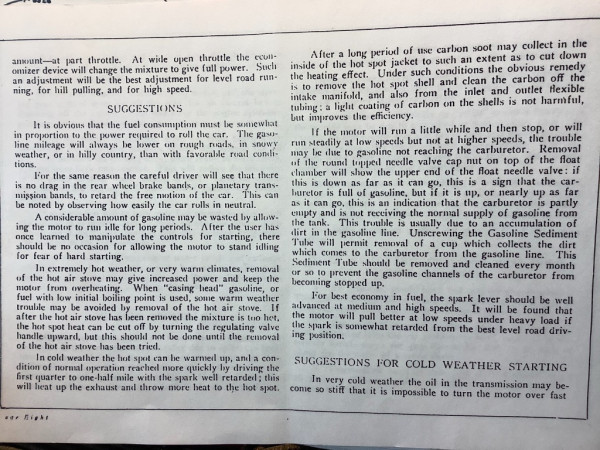 amount—at part throttle. At wide open throttle the econ-
omizer device will change the mixture to give full power. Such
an adjustment will be the best adjustment for level road run-
ning, for hill pulling, and for high speed.
SUGGESTIONS
It is obvious that the fuel consumption must be somewhat
in proportion to the power required to roll the car. The gaso-
line mileage will always be lower on rough roads, in snowy
weather, or in hilly country, than with favorable road condi-
tions.
For the same reason the careful driver will see that there
is no drag in the rear wheel brake bands, or planetary trans-
mission bands, to retard the free motion of the car. This can
be noted by observing how easily the car rolls in neutral.
A considerable amount of gasoline may be wasted by allow-
ing the motor to run idle for long periods. After the user has
once learned to manipulate the controls for starting, there
should be no occasion for allowing the motor to stand idling
for fear of hard starting.
In extremely hot weather, or very warm climates, removal
of the hot air stove may give increased power and keep the
motor from overheating. When "casing head" gasoline, or
fuel with low initial boiling point is used, some warm weather
trouble may be avoided by removal of the hot air stove. If
after the hot air stove has been removed the mixture is too hot,
the hot spot heat can be cut off by turning the regulating valve
handle upward, but this should not be done until the removal
of the hot air stove has been tried.
In cold weather the hot spot can be warmed up, and a con-
dition of normal operation reached more quickly by driving the
first quarter to one-half mile with the spark well retarded; this
will heat up the exhaust and throw more heat to the hot spot.
After a long period of use carbon soot may collect in the
inside of the hot spot jacket to such an extent as to cut down
the heating effect. Under such conditions the obvious remedy
is to remove the hot spot shell and clean the carbon off the
intake manifold, and also from the inlet and outlet flexible
tubing: a light coating of carbon on the shells is not harmful,
but improves the efficiency.
If the motor will run a little while and then stop, or will
run steadily at low speeds but not at higher speeds, the trouble
may be due to gasoline not reaching the carburetor. Removal
of the round topped needle valve cap nut on top of the float
chamber will show the upper end of the float needle valve: if
this is down as far as it can go, this is a sign that the car-
buretor is full of gasoline, but if it is up, or nearly up as far
as it can go, this is an indication that the carburetor is partly
empty and is not receiving the normal supply of gasoline from
the tank. This trouble is usually due to an accumulation of
dirt in the gasoline line. Unscrewing the Gasoline Sediment
Tube will permit removal of a cup which collects the dirt
which comes to the carburetor from the gasoline line. This
Sediment Tube should be removed and cleaned every month
or so to prevent the gasoline channels of the carburetor from
becoming stopped up.
For best economy in fuel, the spark lever should be well
advanced at medium and high speeds. It will be found that
the motor will pull better at low speeds under heavy load if
the spark is somewhat retarded from the best level road driv-
ing position.
SUGGESTIONS FOR COLD WEATHER STARTING
In very cold weather the oil in the transmission may be-
come so stiff that it is impossible to turn the motor over fast